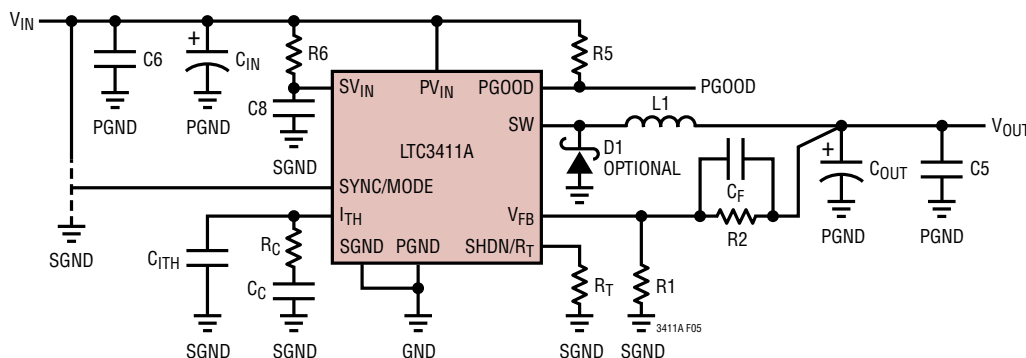 VIN
C6
+
CIN
R6
R5
PGND
PGND
C8
SGND
SVIN
PVIN
PGOOD
PGOOD
SW
L1
VOUT
LTC3411A
D1
OPTIONAL
+
COUT
C5
PGND
PGND
CF
R2
SYNC/MODE
ITH
VFB
SGND
PGND
SHDN/RT
SGND
CITH
RC
CC
RT
R1
3411A F05
SGND
SGND
GND
SGND
SGND